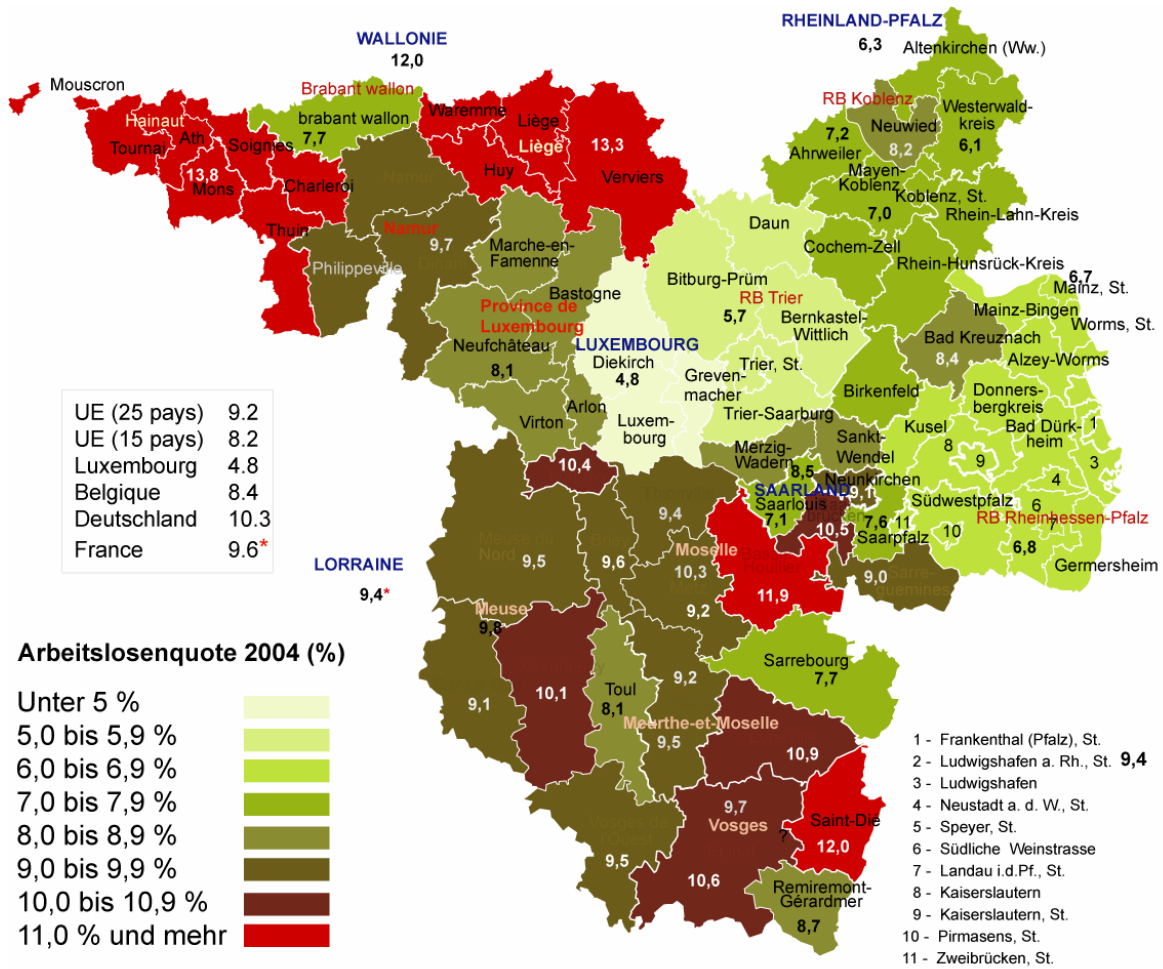 RHEINLAND-PFALZ
6,3
Altenkirchen (Ww.)
WALLONIE
12,0
Mouscron
Brabant wallon
brabant wallon
7,7
Hainaut
Ath
Tournai
Soignies
13,8
Mons
Charleroi
Thuin
Waremme
Liège
Liège
Huy
13,3
Verviers
RB Koblenz
Neuwied
8,2
Westerwald-
kreis
6,1
7,2
Ahrweiler
Mayen-
Koblenz
Koblenz, St.
7,0
Rhein-Lahn-Kreis
Cochem-Zell
Rhein-Hunsrück-Kreis
Namur
Namur
9,7
Dinant
Philippeville
Marche-en-
Famenne
Bastogne
Province de
Luxembourg
Neufchâteau
8,1
Virton
Arlon
Daun
Bitburg-Prüm
RB Trier
5,7
Bernkastel-
Wittlich
Trier, St.
Trier-Saarburg
LUXEMBOURG
Diekirch
4,8
Greven-
macher
Luxem-
bourg
6,7
Mainz, St.
Mainz-Bingen
Worms, St.
Bad Kreuznach
8,4
Alzey-Worms
Birkenfeld
Donners-
bergkreis
Kusel
Bad Dürk-
heim
1
8
9
3
4
Südwestpfalz
6
RB Rheinhessen-Pfalz
7
10
11
6,8
Germersheim
Merzig-
Wadern
8,5
Sankt-
Wendel
Neunkirchen
9,1
SAARLAND
Saarlouis
7,1
10,5
7,6
Saarpfalz
UE (25 pays) 9.2
UE (15 pays) 8.2
Luxembourg 4.8
Belgique 8.4
Deutschland 10.3
France 9.6*
LORRAINE
9,4*
10,4
Meuse du
Nord
9,5
9,6
9,4
Moselle
10,3
Metz
9,2
11,9
9,0
Sarre-
guemines
Meuse
9,8
9,1
10,1
Toul
8,1
9,2
Meurthe-et-Moselle
9,5
Sarrebourg
7,7
10,9
Vosges de
9,5
9,7
Vosges
?
10,6
Saint-Dié
12,0
Remiremont-
Gérardmer
8,7
Arbeitslosenquote 2004 (%)
Unter 5 %
5,0 bis 5,9 %
6,0 bis 6,9 %
7,0 bis 7,9 %
8,0 bis 8,9 %
9,0 bis 9,9 %
10,0 bis 10,9 %
11,0 % und mehr
1 - Frankenthal (Pfalz), St.
2 - Ludwigshafen a. Rh., St. 9,4
3 - Ludwigshafen
4 - Neustadt a. d. W., St.
5 - Speyer, St.
6 - Südliche Weinstrasse
7 - Landau i.d.Pf., St.
8 - Kaiserslautern
9 - Kaiserslautern, St.
10 - Pirmasens, St.
11 - Zweibrücken, St.